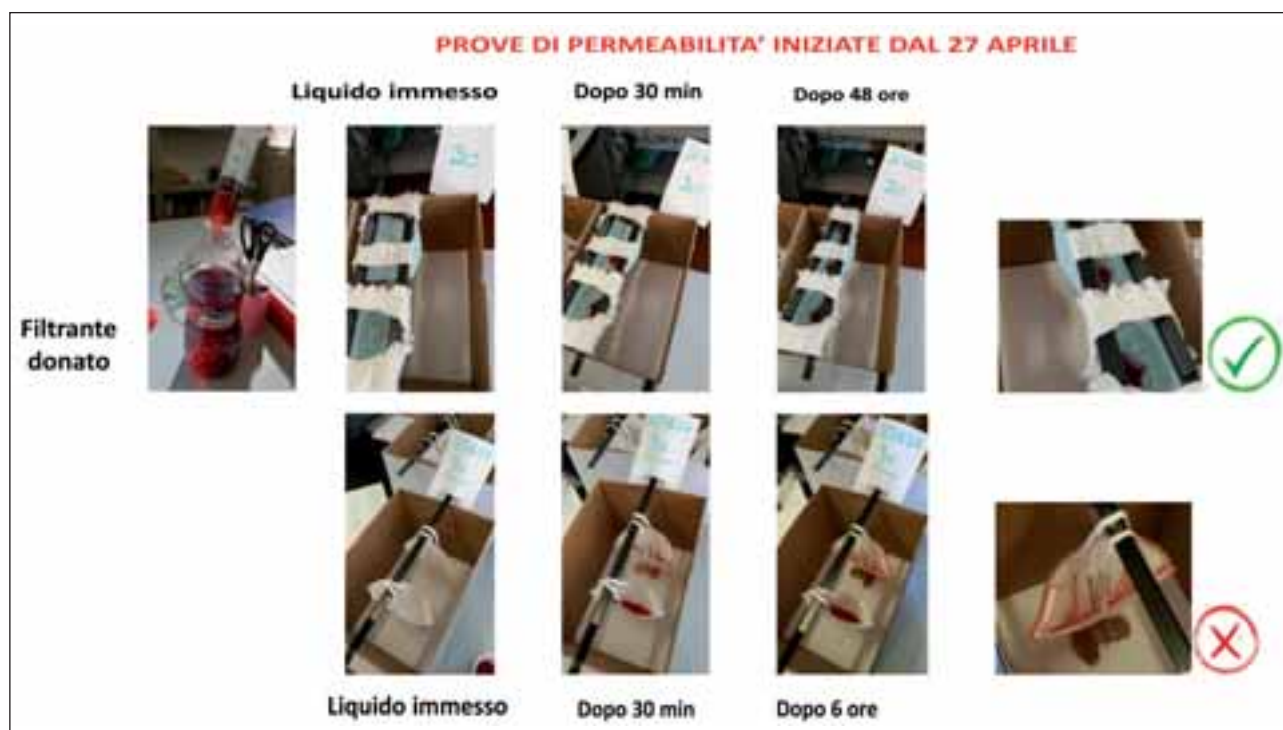 PROVE DI PERMEABILITA’ INIZIATE DAL 27 APRILE
Liquido immesso
Dopo 30 min
Dopo 48 ore
Filtrante
donato
Liquido immesso
Dopo 30 min
Dopo 6 ore